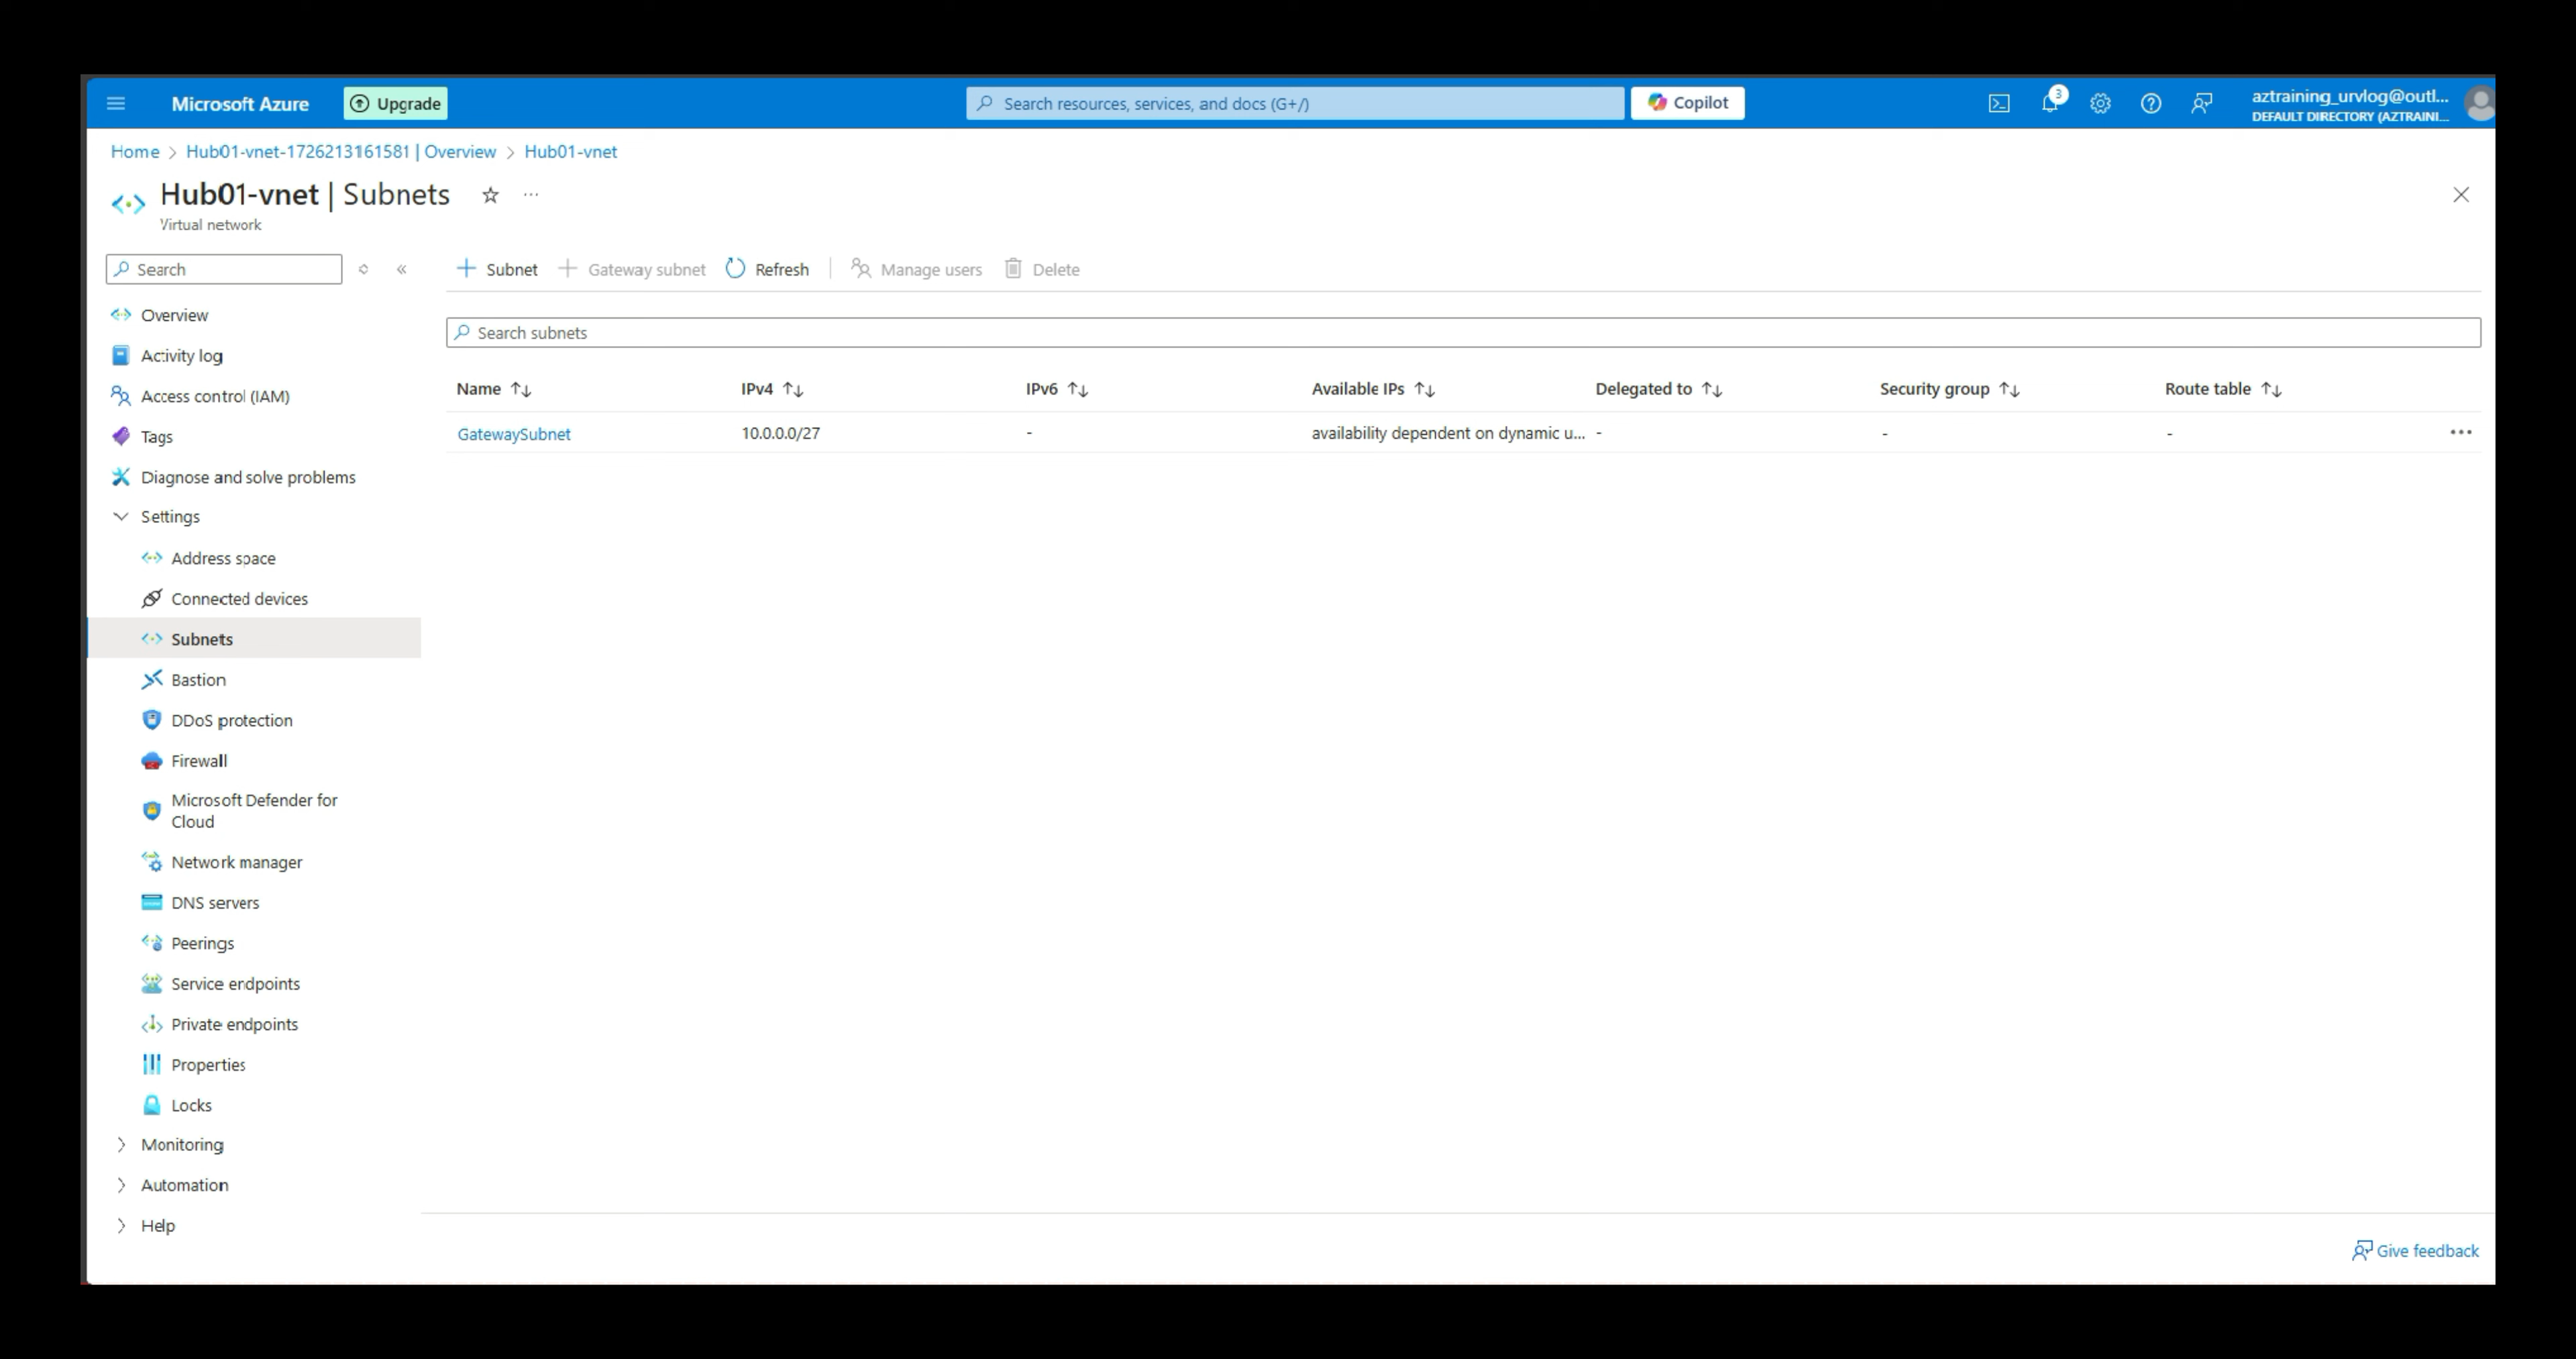 Microsoft Azure
Upgrade
Search resources, services, and docs (G+/)
Copilot
3
aztraining_urvlog@outl...
DEFAULT DIRECTORY (AZTRAINI...
Home > Hub01-vnet-1726213161581 | Overview > Hub01-vnet
Hub01-vnet | Subnets
Virtual network
Search
Subnet
Gateway subnet
Refresh
Manage users
Delete
Overview
Activity log
Access control (IAM)
Tags
Diagnose and solve problems
Settings
Address space
Connected devices
Subnets
Bastion
DDoS protection
Firewall
Microsoft Defender for
Cloud
Network manager
DNS servers
Peerings
Service endpoints
Private endpoints
Properties
Locks
Monitoring
Automation
Help
Search subnets
Name IPv4 IPv6 Available IPs Delegated to Security group Route table
GatewaySubnet 10.0.0.0/27 - availability dependent on dynamic u... - - -
Give feedback